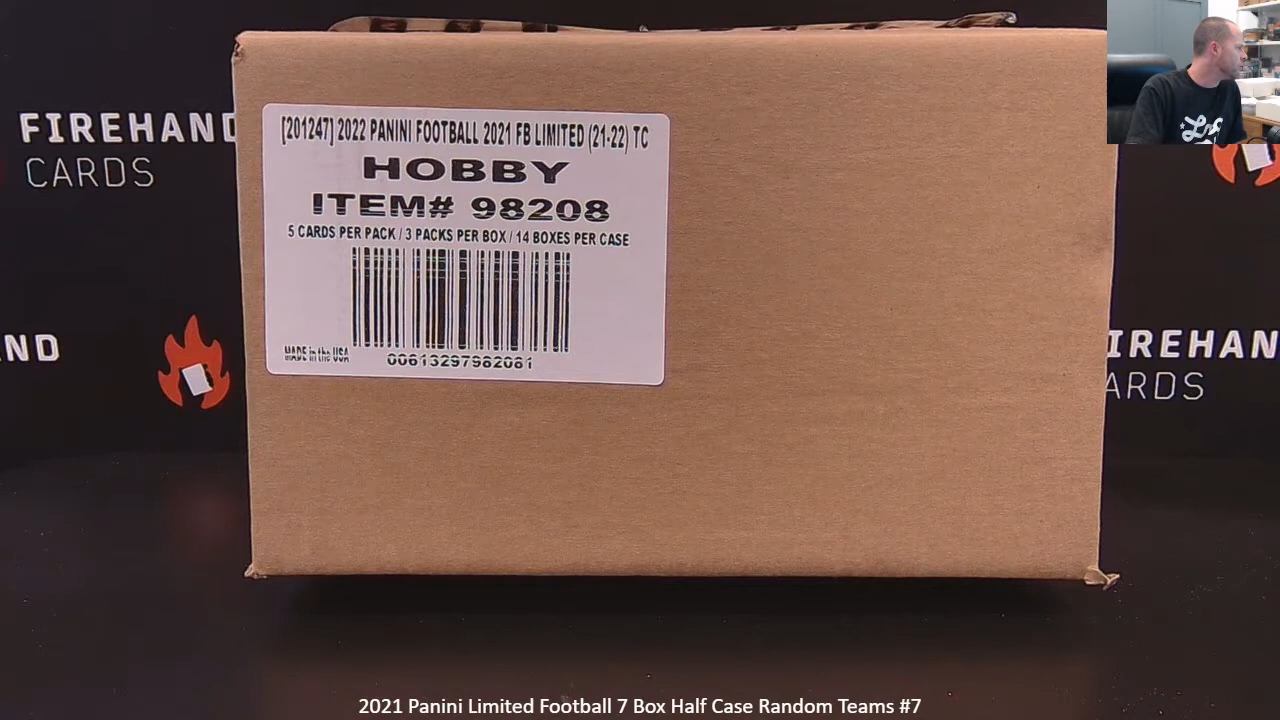 FIREHAND
CARDS
[201247] 2022 PANINI FOOTBALL 2021 FB LIMITED (21-22) TC
HOBBY
ITEM# 98208
5 CARDS PER PACK / 3 PACKS PER BOX / 14 BOXES PER CASE
MADE in the USA
00613297982081
ND
IREHAN
ARDS
2021 Panini Limited Football 7 Box Half Case Random Teams #7